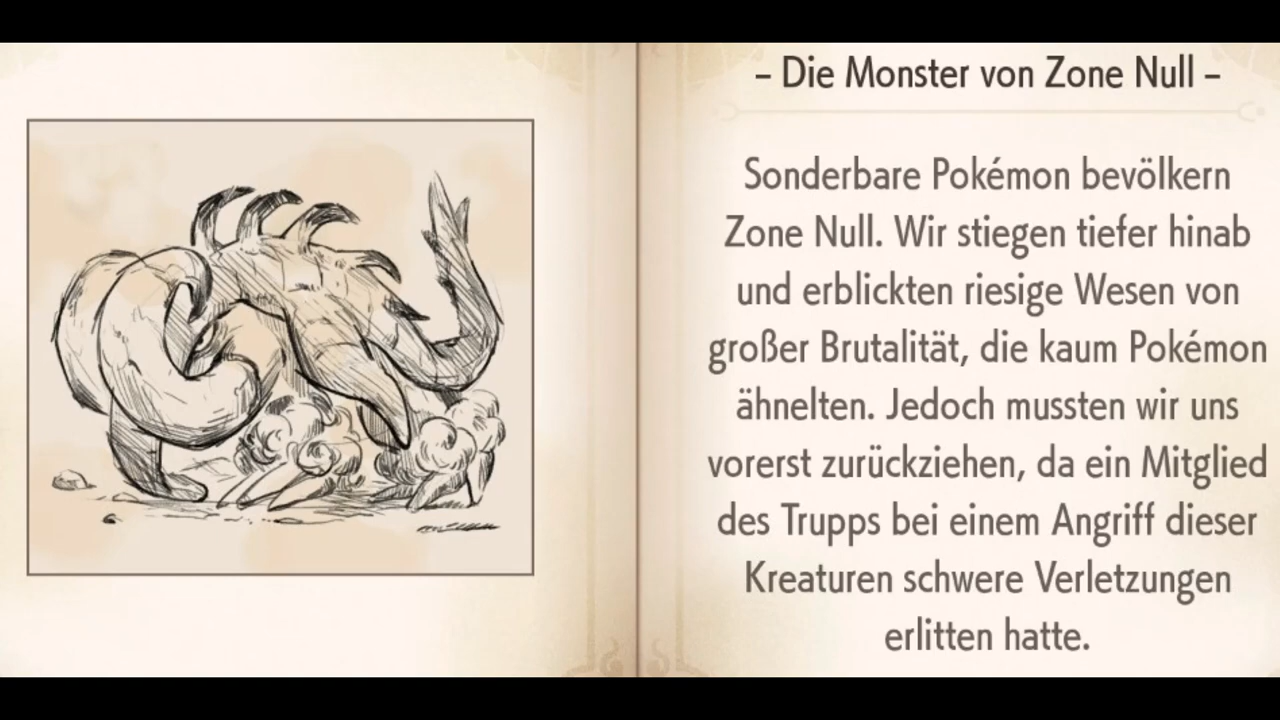 – Die Monster von Zone Null –
Sonderbare Pokémon bevölkern
Zone Null. Wir stiegen tiefer hinab
und erblickten riesige Wesen von
großer Brutalität, die kaum Pokémon
ähnelten. Jedoch mussten wir uns
vorerst zurückziehen, da ein Mitglied
des Trupps bei einem Angriff dieser
Kreaturen schwere Verletzungen
erlitten hatte.